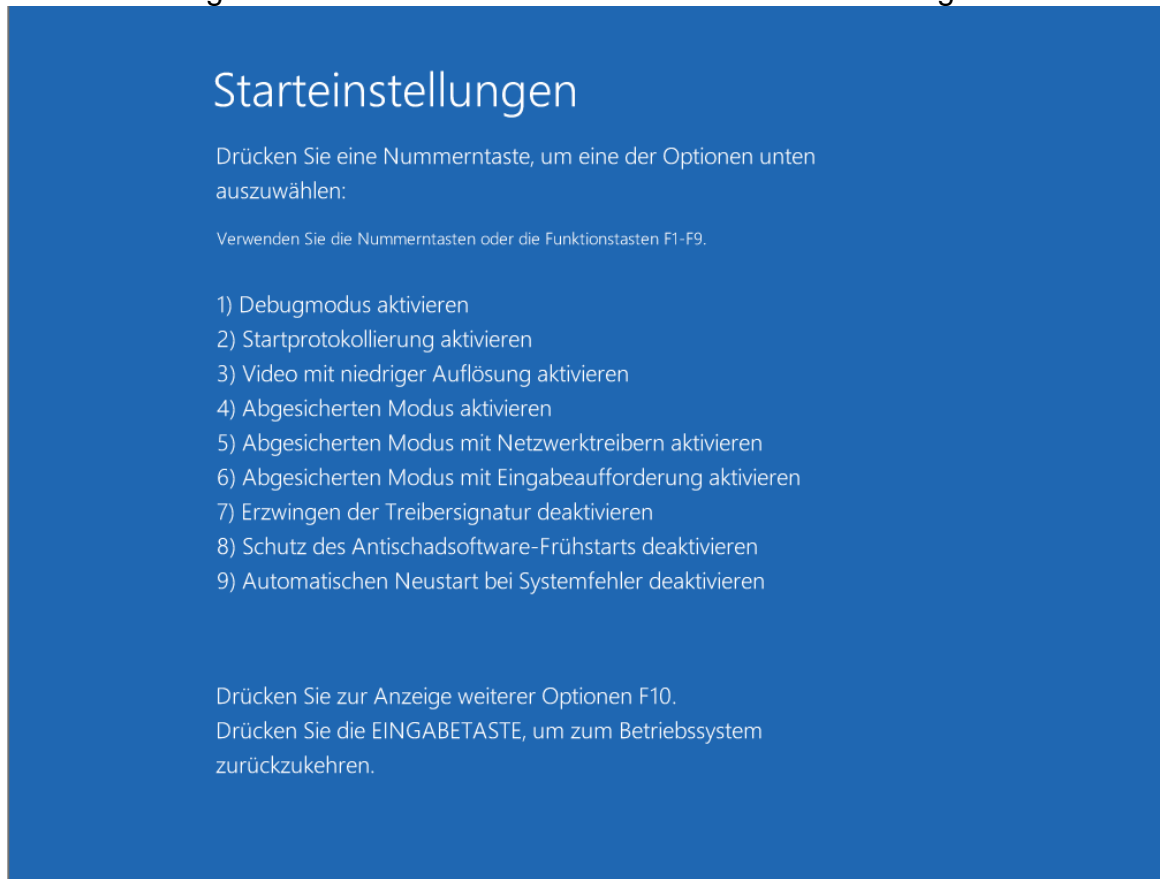 Starteinstellungen
Drücken Sie eine Nummerntaste, um eine der Optionen unten
auszuwählen:
Verwenden Sie die Nummerntasten oder die Funktionstasten F1-F9.
1) Debugmodus aktivieren
2) Startprotokollierung aktivieren
3) Video mit niedriger Auflösung aktivieren
4) Abgesicherten Modus aktivieren
5) Abgesicherten Modus mit Netzwerktreibern aktivieren
6) Abgesicherten Modus mit Eingabeaufforderung aktivieren
7) Erzwingen der Treibersignatur deaktivieren
8) Schutz des Antischadsoftware-Frühstarts deaktivieren
9) Automatischen Neustart bei Systemfehler deaktivieren
Drücken Sie zur Anzeige weiterer Optionen F10.
Drücken Sie die EINGABETASTE, um zum Betriebssystem
zurückzukehren.